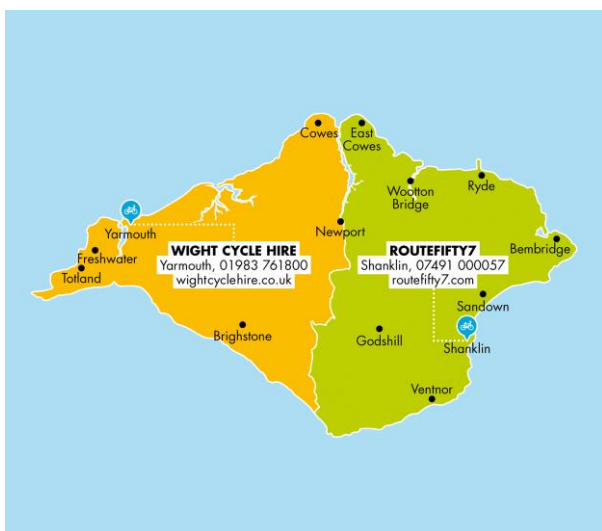 Cowes
East
Cowes
Wootton
Bridge
Ryde
Yarmouth
Newport
Bembridge
Freshwater
Totland
WIGHT CYCLE HIRE
Yarmouth, 01983 761800
wightcyclehire.co.uk
ROUTEFIFTY7
Shanklin, 07491 000057
routefifty7.com
Sandown
Brighstone
Godshill
Shanklin
Ventnor